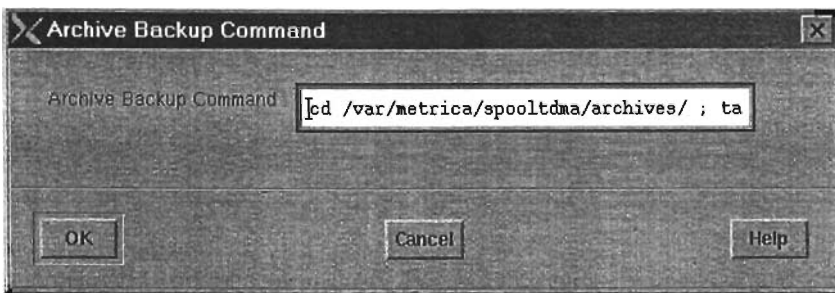 Archive Backup Command
Archive Backup Command cd /var/metrica/spooltdma/archives/ ; ta
OK Cancel Help